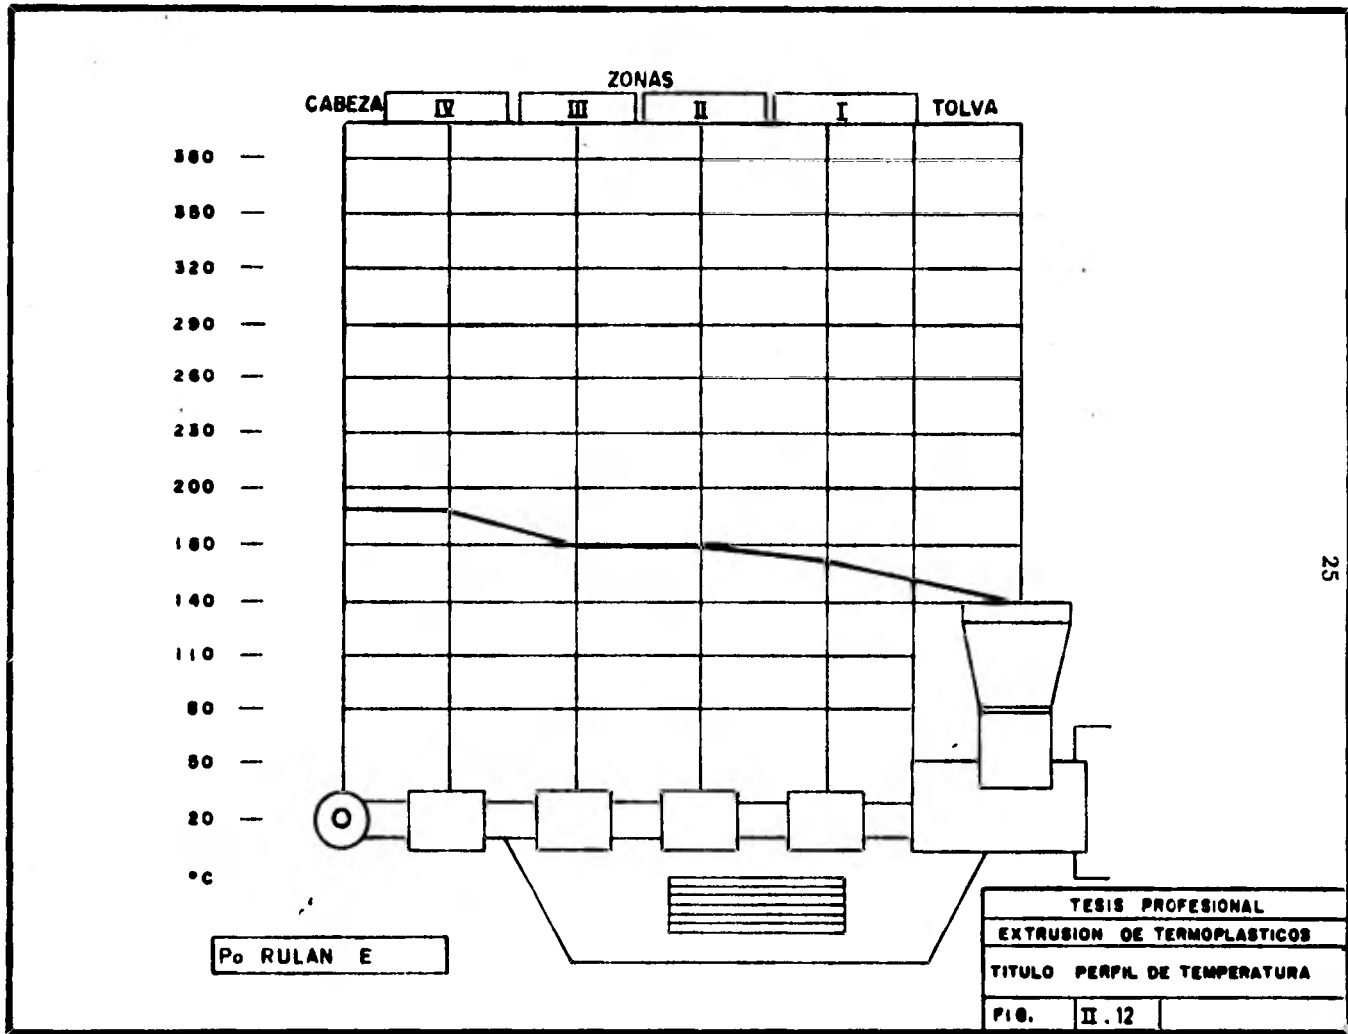 ZONAS
CABEZA IV III II I TOLVA
380
350
320
290
260
230
200
180
140
110
80
50
20
°C
Po RULAN E
25
TESIS PROFESIONAL
EXTRUSION DE TERMOPLASTICOS
TITULO PERFIL DE TEMPERATURA
FIG. II.12